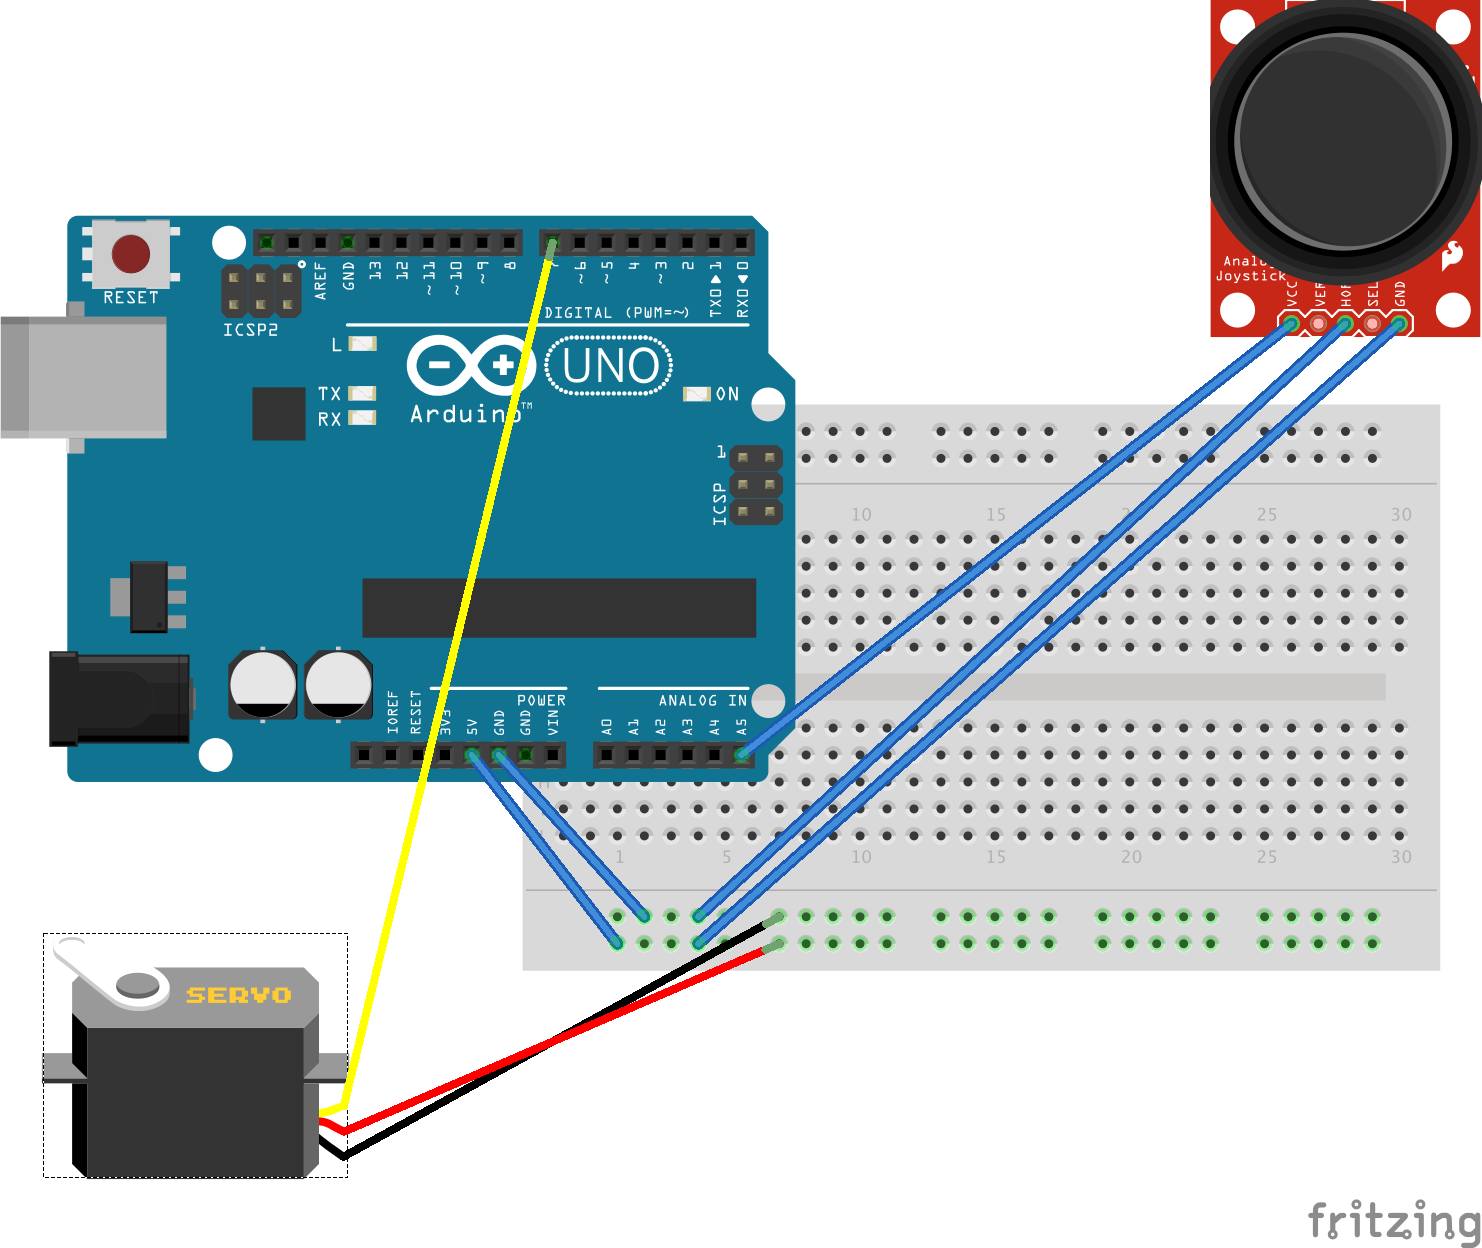 Analog
Joystick
VCC
VER
HOR
SEL
GND
RESET
ICSP2
AREF
GND
13
12
~11
~10
~9
8
7
~6
~5
4
~3
2
TX0▶1
RX0◀0
DIGITAL (PWM=~)
L
TX
RX
UNO
Arduino™
ON
1
ICSP
10
15
25
30
IOREF
RESET
3V3
5V
GND
GND
VIN
POWER
A0
A1
A2
A3
A4
A5
ANALOG IN
1
5
10
15
20
25
30
SERVO
fritzing